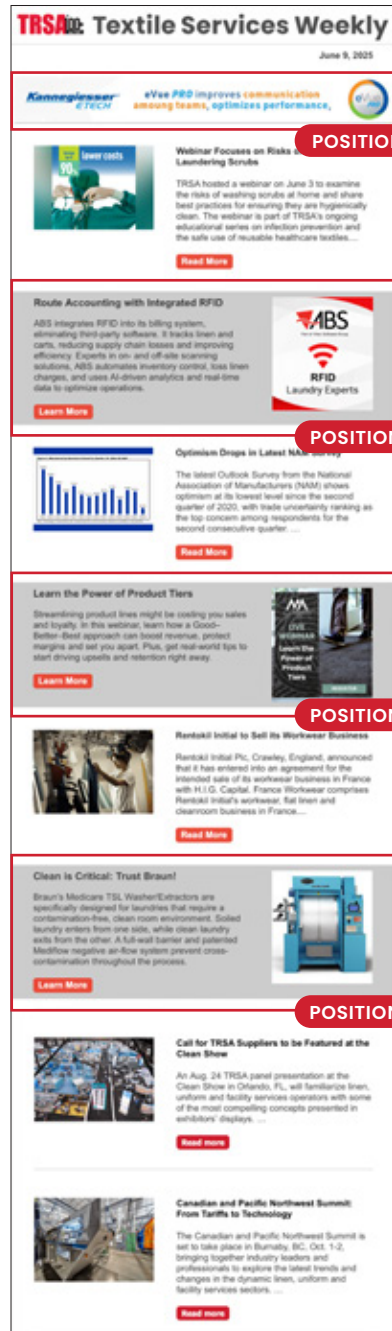 TRSA Textile Services Weekly
June 9, 2025
Kannegiesser
ETECH
eVue PRO improves communication
amoung teams, optimizes performance,
POSITION
lower costs
90
Webinar Focuses on Risks
Laundering Scrubs
TRSA hosted a webinar on June 3 to examine
the risks of washing scrubs at home and share
best practices for ensuring they are hygienically
clean. The webinar is part of TRSA's ongoing
educational series on infection prevention and
the safe use of reusable healthcare textiles....
Read More
Route Accounting with Integrated RFID
ABS integrates RFID into its billing system,
eliminating third-party software. It tracks linen and
carts, reducing supply chain losses and improving
efficiency. Experts in on- and off-site scanning
solutions, ABS automates inventory control, loss linen
charges, and uses AI-driven analytics and real-time
data to optimize operations.
Learn More
ABS
RFID
Laundry Experts
POSITION
Optimism Drops in Latest NAM Survey
The latest Outlook Survey from the National
Association of Manufacturers (NAM) shows
optimism at its lowest level since the second
quarter of 2020, with trade uncertainty ranking as
the top concern among respondents for the
second consecutive quarter. ...
Read More
Learn the Power of Product Tiers
Streamlining product lines might be costing you sales
and loyalty. In this webinar, learn how a Good–
Better–Best approach can boost revenue, protect
margins and set you apart. Plus, get real-world tips to
start driving upsells and retention right away.
Learn More
LIVE
WEBINAR
Learn the
Power of
Product
Tiers
REGISTER
POSITION
Rentokil Initial to Sell its Workwear Business
Rentokil Initial Plc, Crawley, England, announced
that it has entered into an agreement for the
intended sale of its workwear business in France
with H.I.G. Capital. France Workwear comprises
Rentokil Initial's workwear, flat linen and
cleanroom business in France....
Read More
Clean is Critical: Trust Braun!
Braun's Medicare TSL Washer/Extractors are
specifically designed for laundries that require a
contamination-free, clean room environment. Soiled
laundry enters from one side, while clean laundry
exits from the other. A full-wall barrier and patented
Mediflow negative air-flow system prevent cross-
contamination throughout the process.
Learn More
POSITION
Call for TRSA Suppliers to be Featured at the
Clean Show
An Aug. 24 TRSA panel presentation at the
Clean Show in Orlando, FL, will familiarize linen,
uniform and facility services operators with some
of the most compelling concepts presented in
exhibitors' displays. ...
Read more
Canadian and Pacific Northwest Summit:
From Tariffs to Technology
The Canadian and Pacific Northwest Summit is
set to take place in Burnaby, BC, Oct. 1-2,
bringing together industry leaders and
professionals to explore the latest trends and
changes in the dynamic linen, uniform and
facility services sectors. ...
Read more